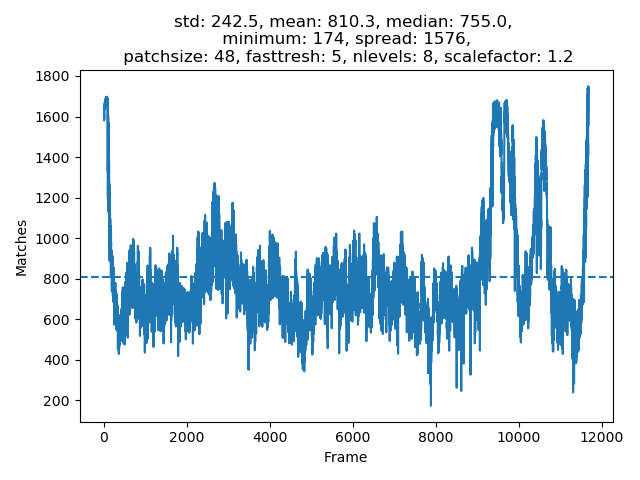 std: 242.5, mean: 810.3, median: 755.0,
minimum: 174, spread: 1576,
patchsize: 48, fasttresh: 5, nlevels: 8, scalefactor: 1.2
1800
1600
1400
1200
1000
800
600
400
200
Matches
0 2000 4000 6000 8000 10000 12000
Frame